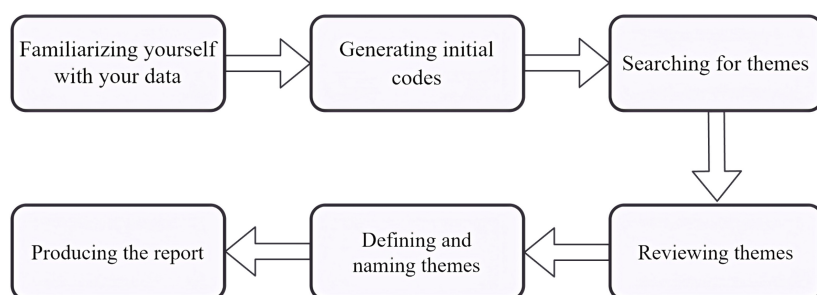 Familiarizing yourself
with your data
Generating initial
codes
Searching for themes
Reviewing themes
Defining and
naming themes
Producing the report